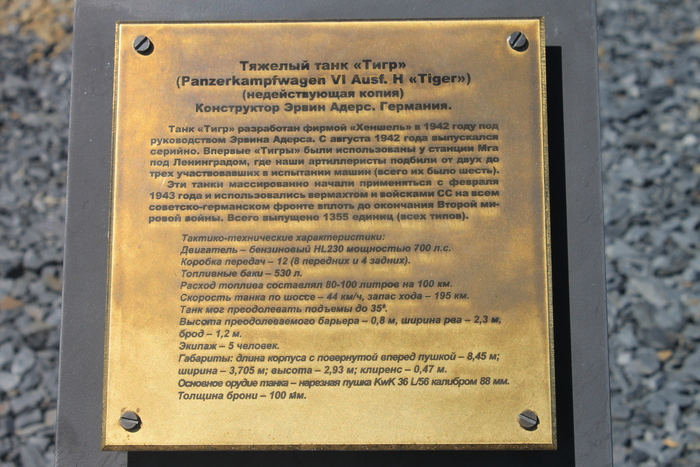 Тяжелый танк «Тигр»
(Panzerkampfwagen VI Ausf. H «Tiger»)
(недействующая копия)
Конструктор Эрвин Адерс. Германия.
Танк «Тигр» разработан фирмой «Хеншель» в 1942 году под
руководством Эрвина Адерса. С августа 1942 года выпускался
серийно. Впервые «Тигры» были использованы у станции Мга
под Ленинградом, где наши артиллеристы подбили от двух до
трех участвовавших в испытании машин (всего их было шесть).
Эти танки массированно начали применяться с февраля
1943 года и использовались вермахтом и войсками СС на всем
советско-германском фронте вплоть до окончания Второй ми-
ровой войны. Всего выпущено 1355 единиц (всех типов).
Тактико-технические характеристики:
Двигатель – бензиновый HL230 мощностью 700 л.с.
Коробка передач – 12 (8 передних и 4 задних).
Топливные баки – 530 л.
Расход топлива составлял 80-100 литров на 100 км.
Скорость танка по шоссе – 44 км/ч, запас хода – 195 км.
Танк мог преодолевать подъемы до 35°.
Высота преодолеваемого барьера – 0,8 м, ширина рва – 2,3 м,
брод – 1,2 м.
Экипаж – 5 человек.
Габариты: длина корпуса с повернутой вперед пушкой – 8,45 м;
ширина – 3,705 м; высота – 2,93 м; клиренс – 0,47 м.
Основное орудие танка – нарезная пушка KwK 36 L/56 калибром 88 мм.
Толщина брони – 100 мм.